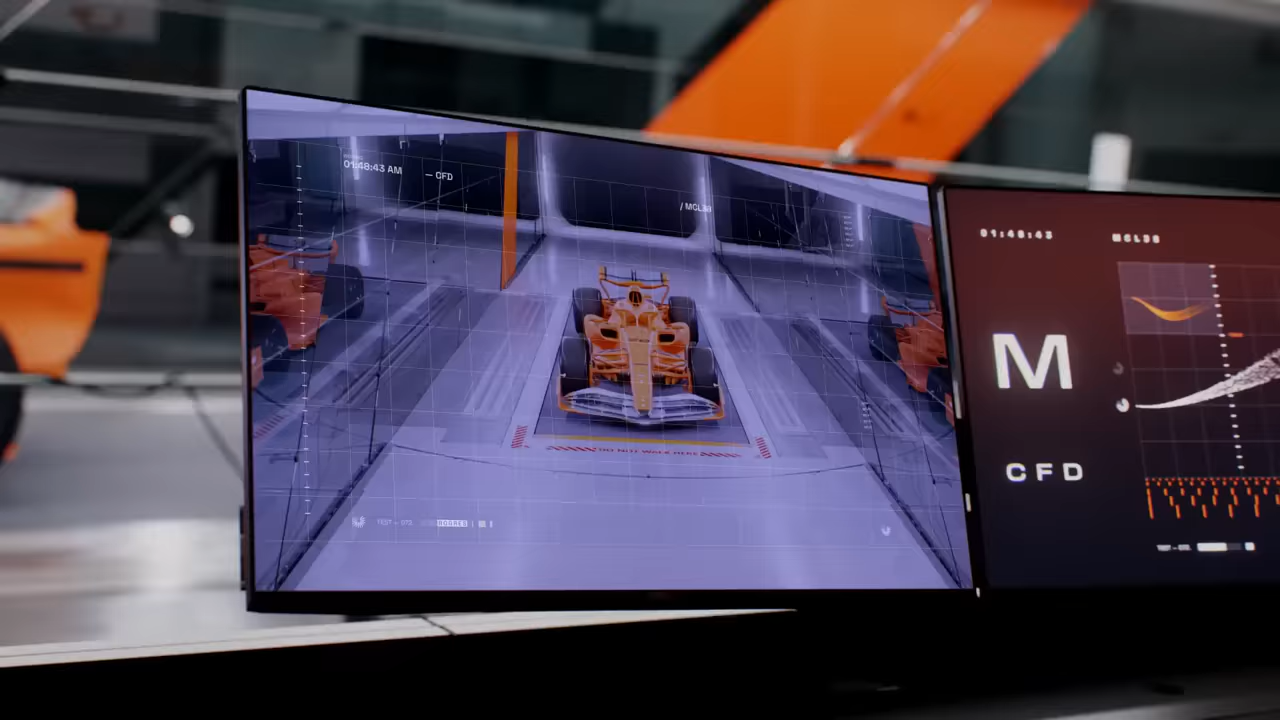 01:48:43 AM
— CFD
/ MCL38
DO NOT WALK HERE
01:48:43
MCL38
M
CFD